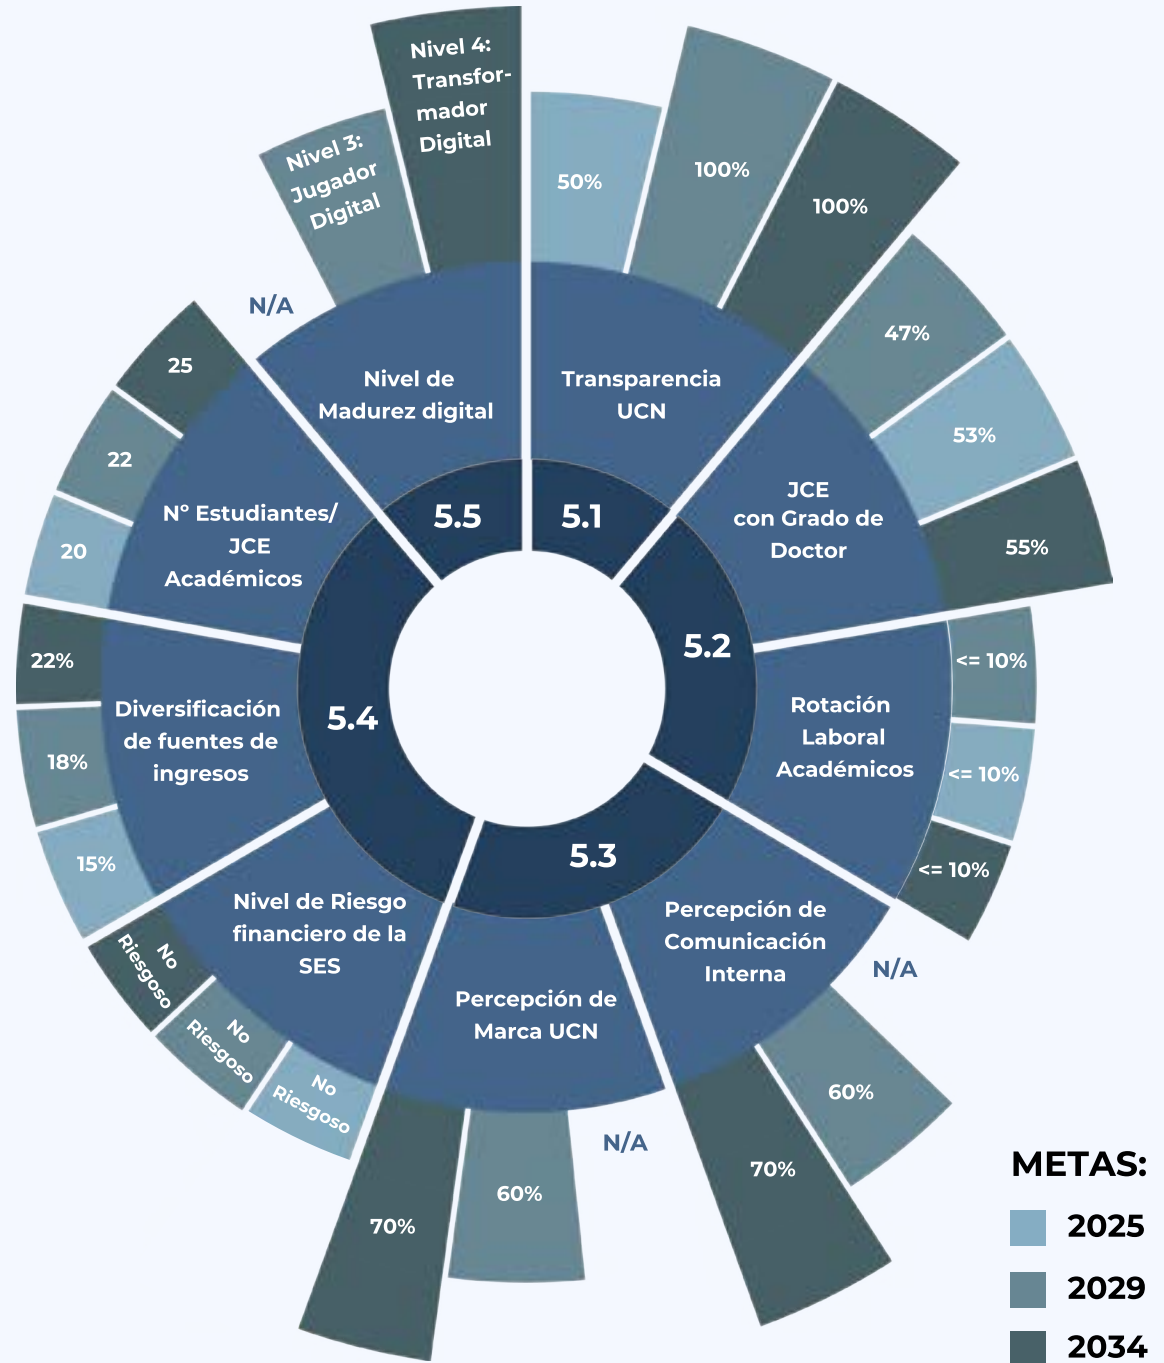 Nivel 4:
Transfor-
mador
Digital
Nivel 3:
Jugador
Digital
N/A
50%
100%
100%
47%
53%
55%
<= 10%
<= 10%
<= 10%
N/A
60%
70%
N/A
60%
70%
No
Riesgoso
No
Riesgoso
No
Riesgoso
15%
18%
22%
20
22
25
Nivel de
Madurez digital
Transparencia
UCN
JCE
con Grado de
Doctor
Rotación
Laboral
Académicos
Percepción de
Comunicación
Interna
Percepción de
Marca UCN
Nivel de Riesgo
financiero de la
SES
Diversificación
de fuentes de
ingresos
Nº Estudiantes/
JCE
Académicos
5.5
5.1
5.2
5.3
5.4
METAS:
2025
2029
2034